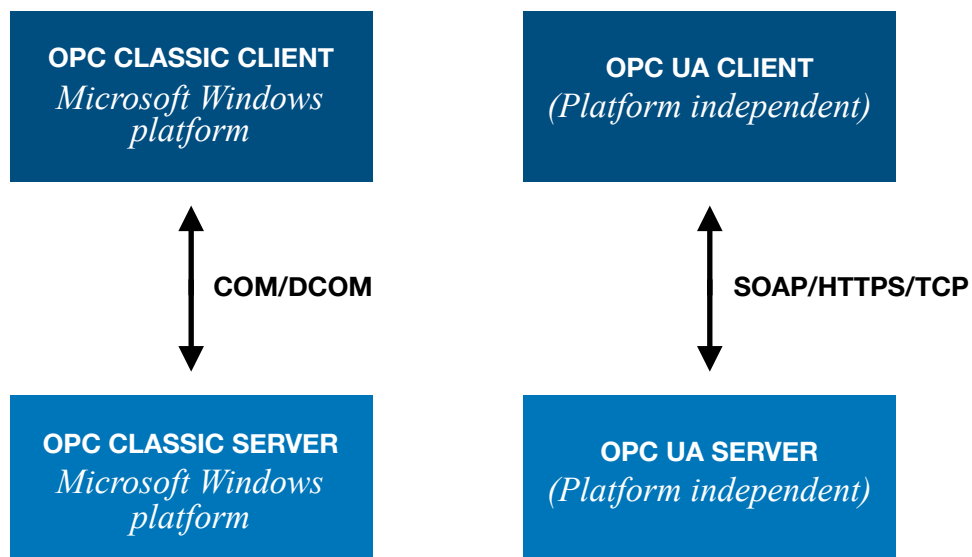 OPC CLASSIC CLIENT
Microsoft Windows
platform
OPC UA CLIENT
(Platform independent)
COM/DCOM
SOAP/HTTPS/TCP
OPC CLASSIC SERVER
Microsoft Windows
platform
OPC UA SERVER
(Platform independent)